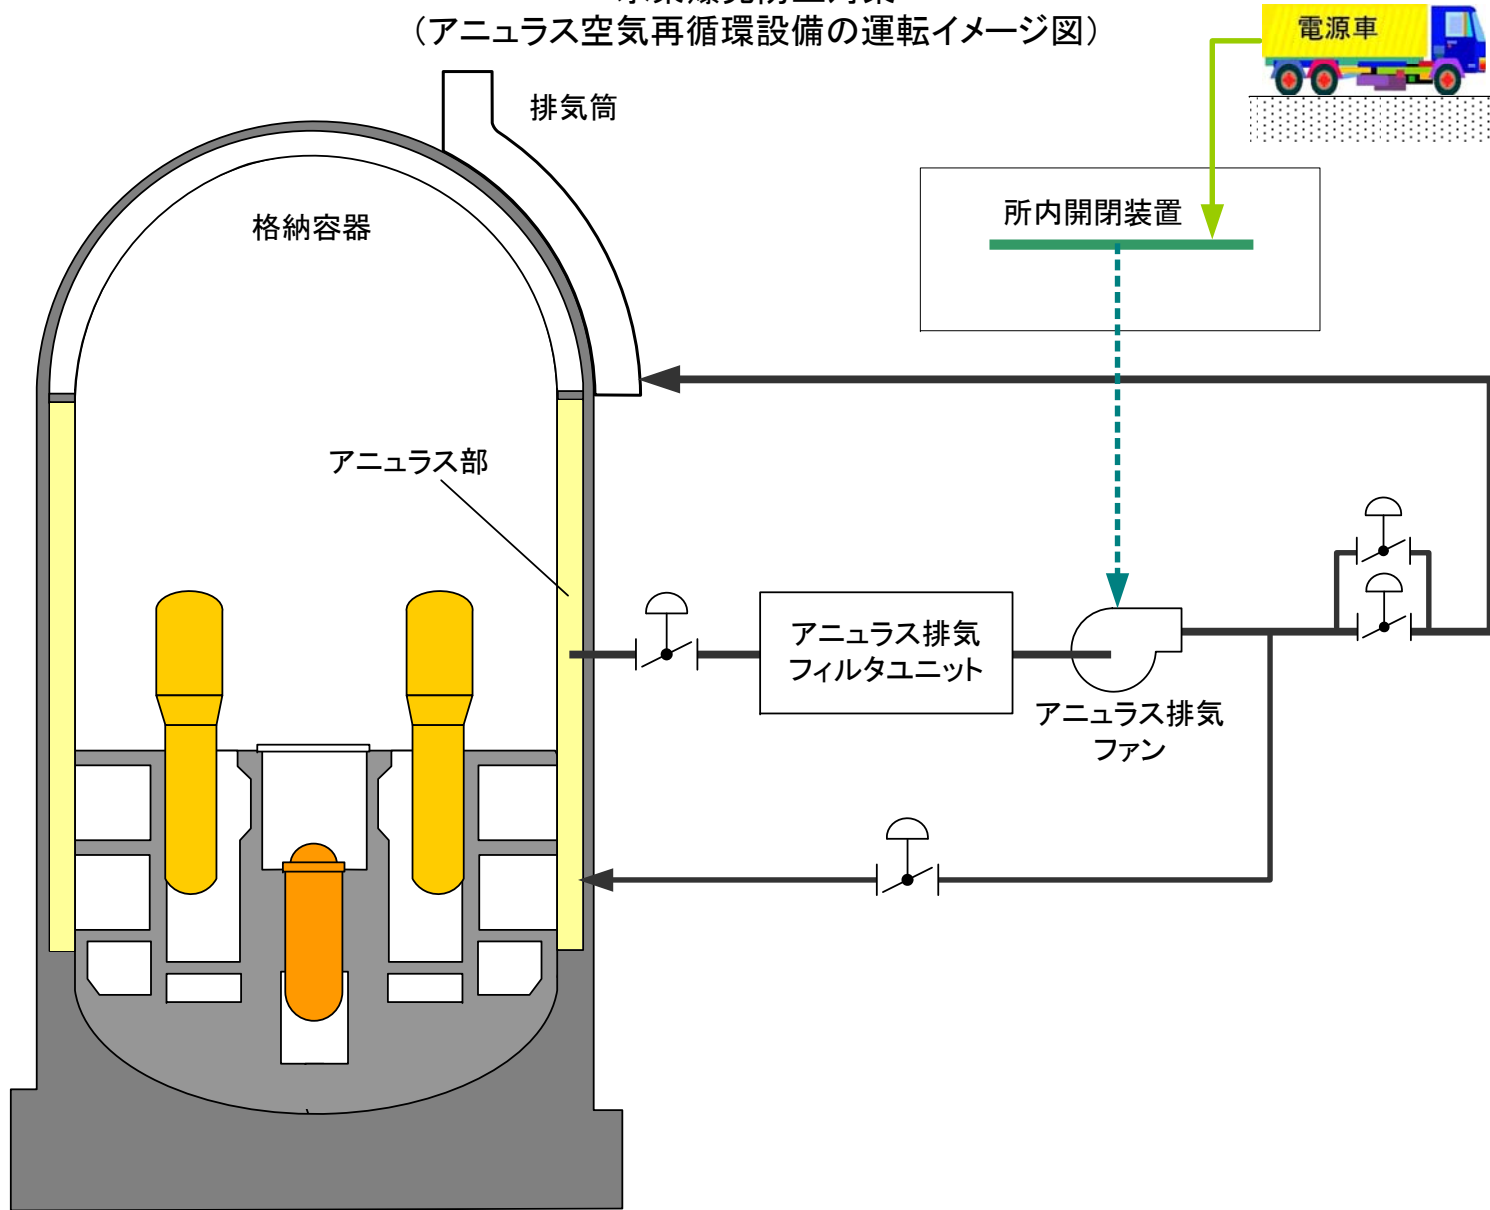 （アニュラス空気再循環設備の運転イメージ図）
電源車
排気筒
所内開閉装置
格納容器
アニュラス部
アニュラス排気
フィルタユニット
アニュラス排気
ファン